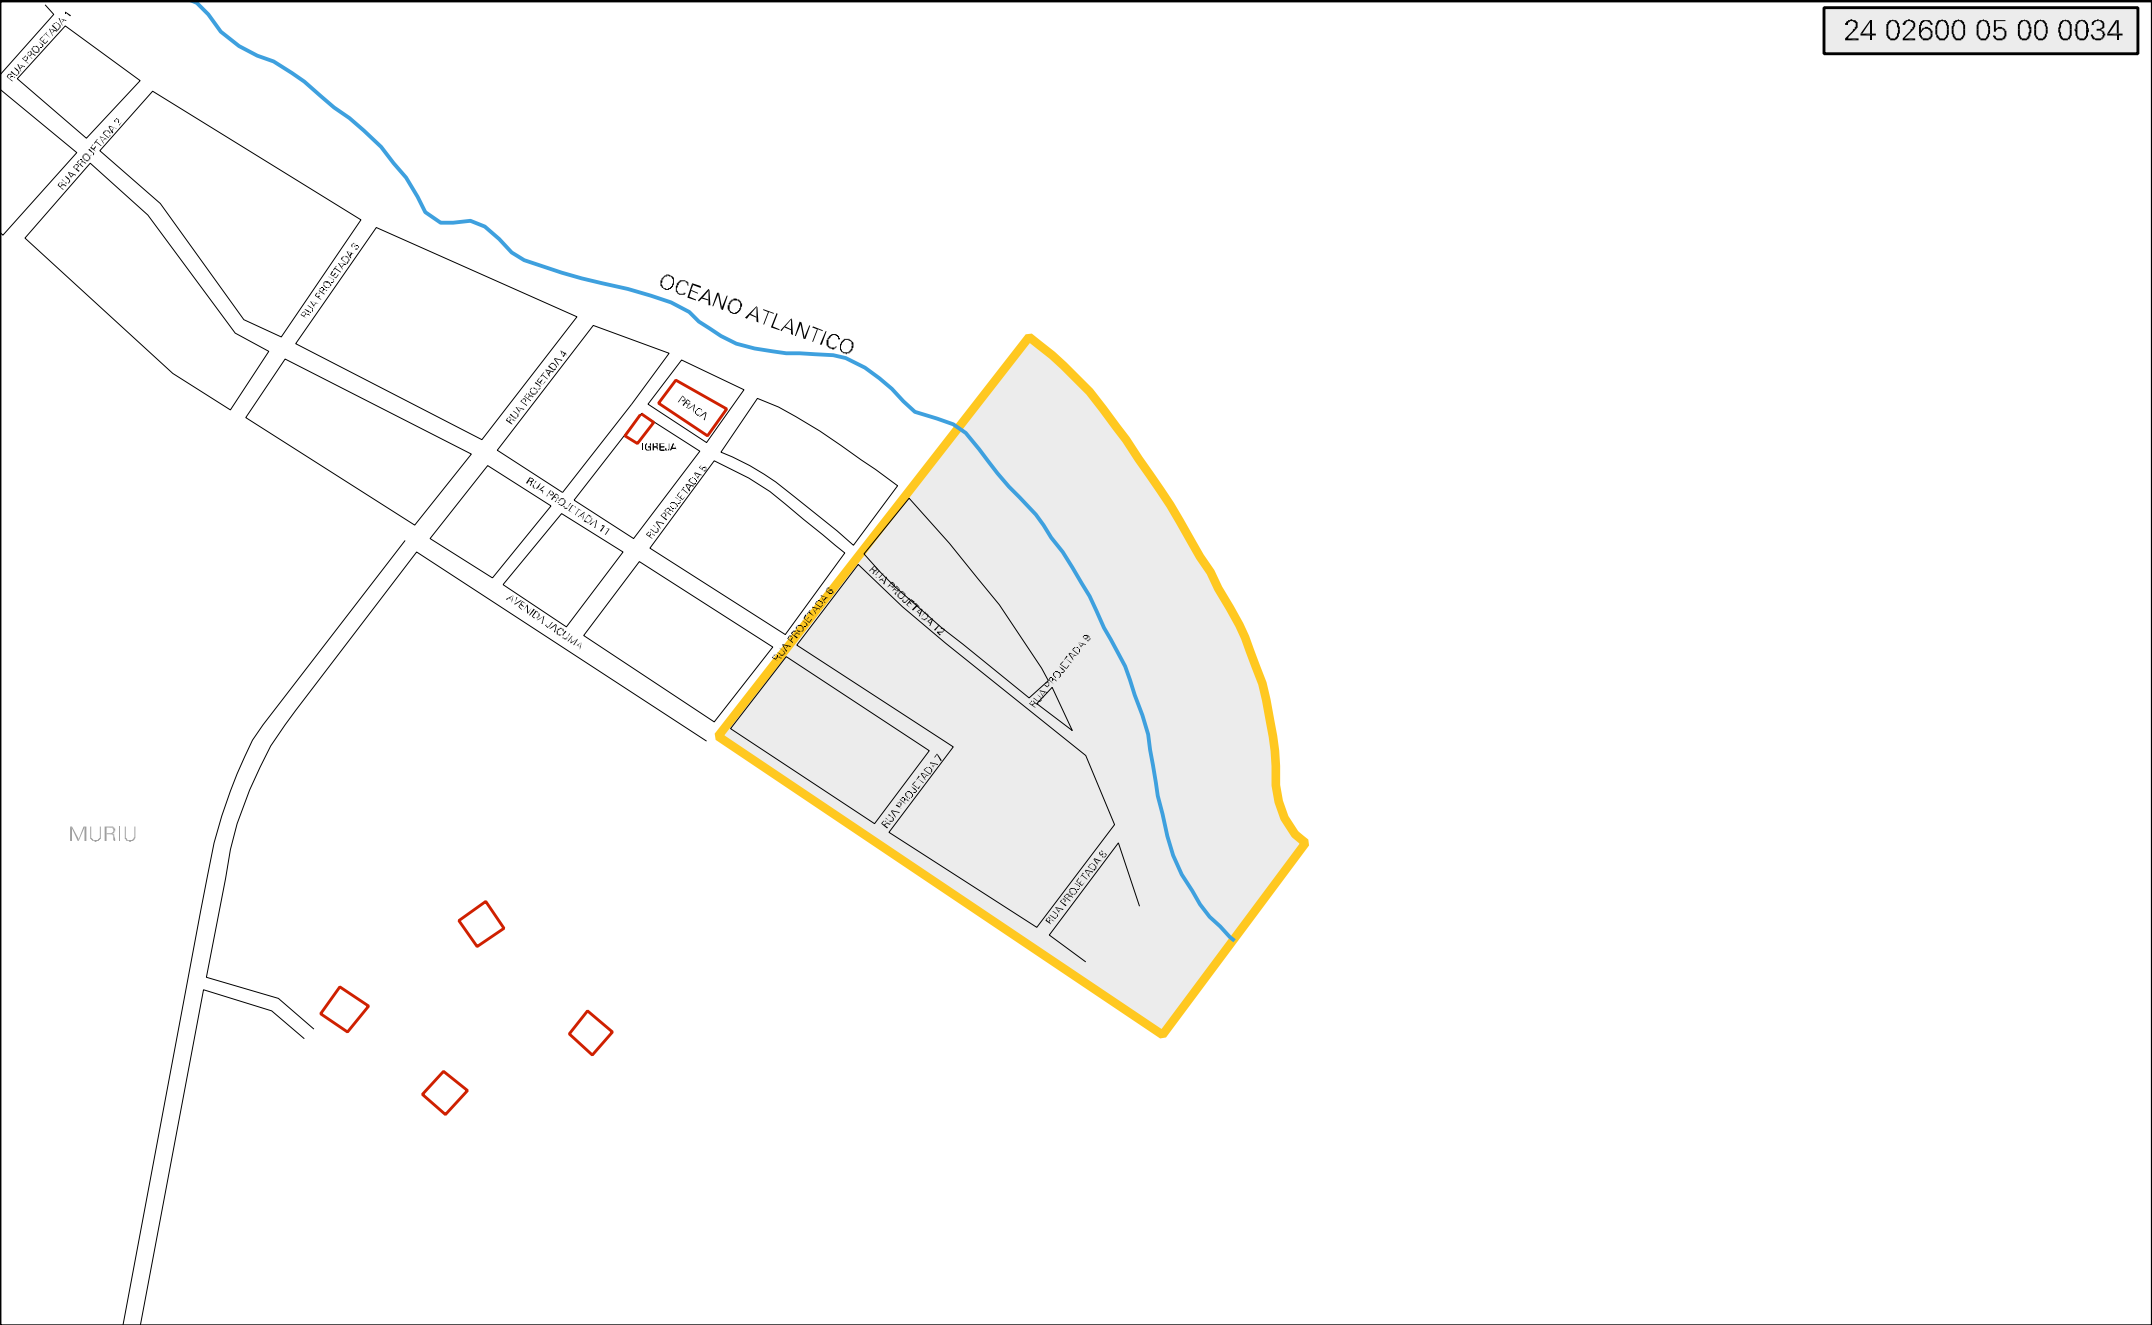 24 02600 05 00 0034
RUA PROJETADA 1
RUA PROJETADA 2
RUA PROJETADA 3
OCEANO ATLANTICO
RUA PROJETADA 4
PRACA
IGREJA
RUA PROJETADA 11
RUA PROJETADA 5
AVENIDA JACUMA
RUA PROJETADA 6
RUA PROJETADA 12
RUA PROJETADA 9
RUA PROJETADA 7
RUA PROJETADA 8
MURIU